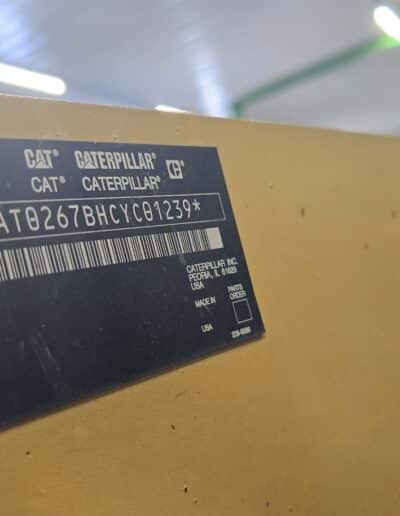 CAT® CATERPILLAR®
CAT® CATERPILLAR®
AT0267BHCYC01239*
CATERPILLAR INC.
PEORIA, IL 61629
USA
MADE IN
PARTS
ORDER
USA